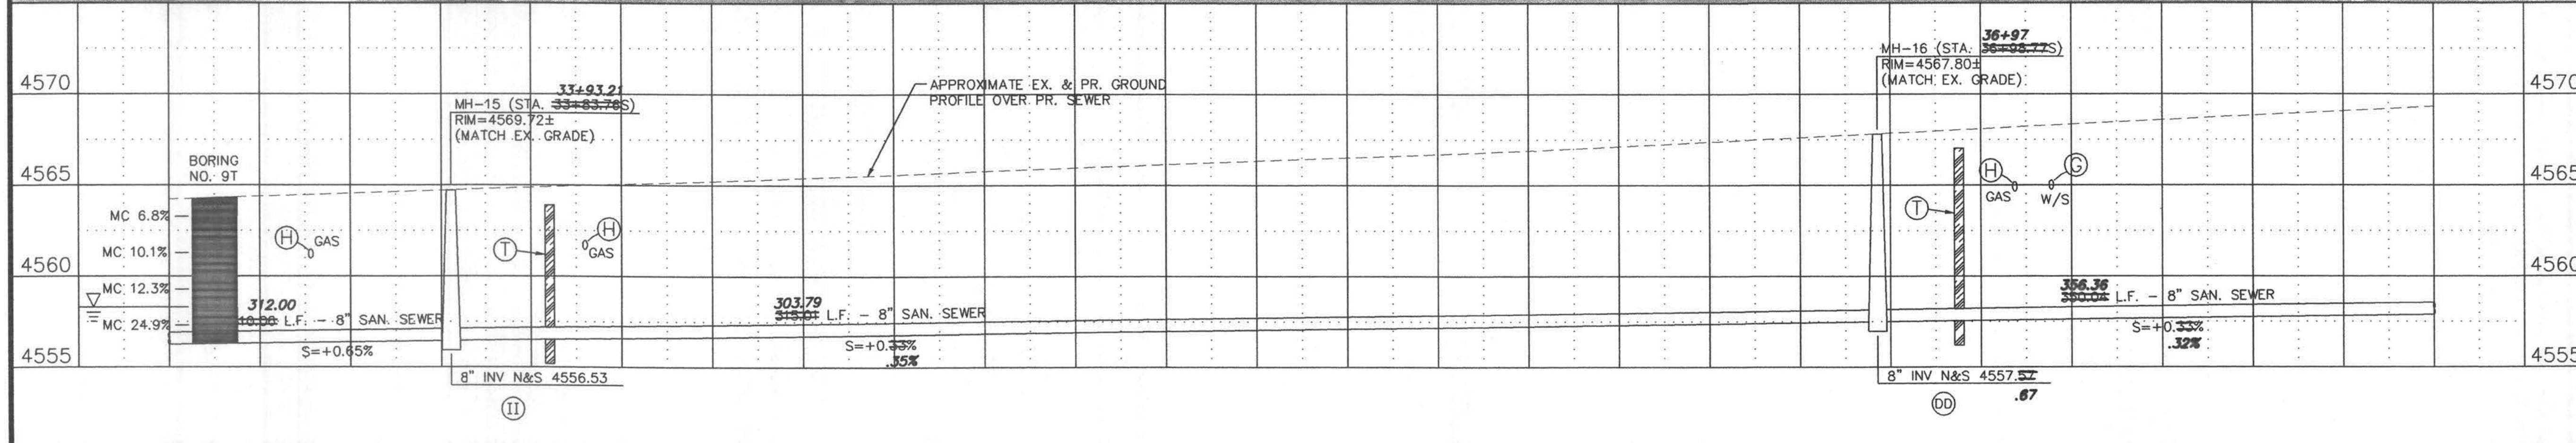 36+97
MH-16 (STA. 36+98.77S)
RIM=4567.80±
(MATCH EX. GRADE)
4570
4570
33+93.21
MH-15 (STA. 33+83.76S)
RIM=4569.72±
(MATCH EX. GRADE)
APPROXIMATE EX. & PR. GROUND
PROFILE OVER PR. SEWER
BORING
NO. 9T
4565
4565
H
GAS
G
W/S
MC 6.8%
T
H
GAS
MC 10.1%
T
H
GAS
4560
4560
MC 12.3%
312.00
L.F. - 8" SAN. SEWER
MC 24.9%
303.79
315.01 L.F. - 8" SAN. SEWER
356.36
350.04 L.F. - 8" SAN. SEWER
S=+0.65%
S=+0.33%
.35%
S=+0.33%
.32%
4555
4555
8" INV N&S 4556.53
8" INV N&S 4557.57
.67
II
DD